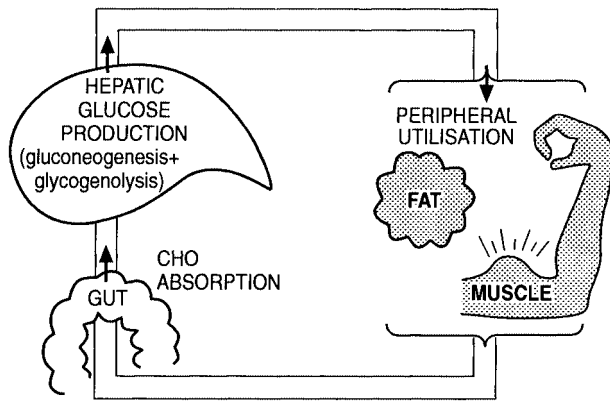 HEPATIC
GLUCOSE
PRODUCTION
(gluconeogenesis+
glycogenolysis)
PERIPHERAL
UTILISATION
FAT
MUSCLE
CHO
ABSORPTION
GUT